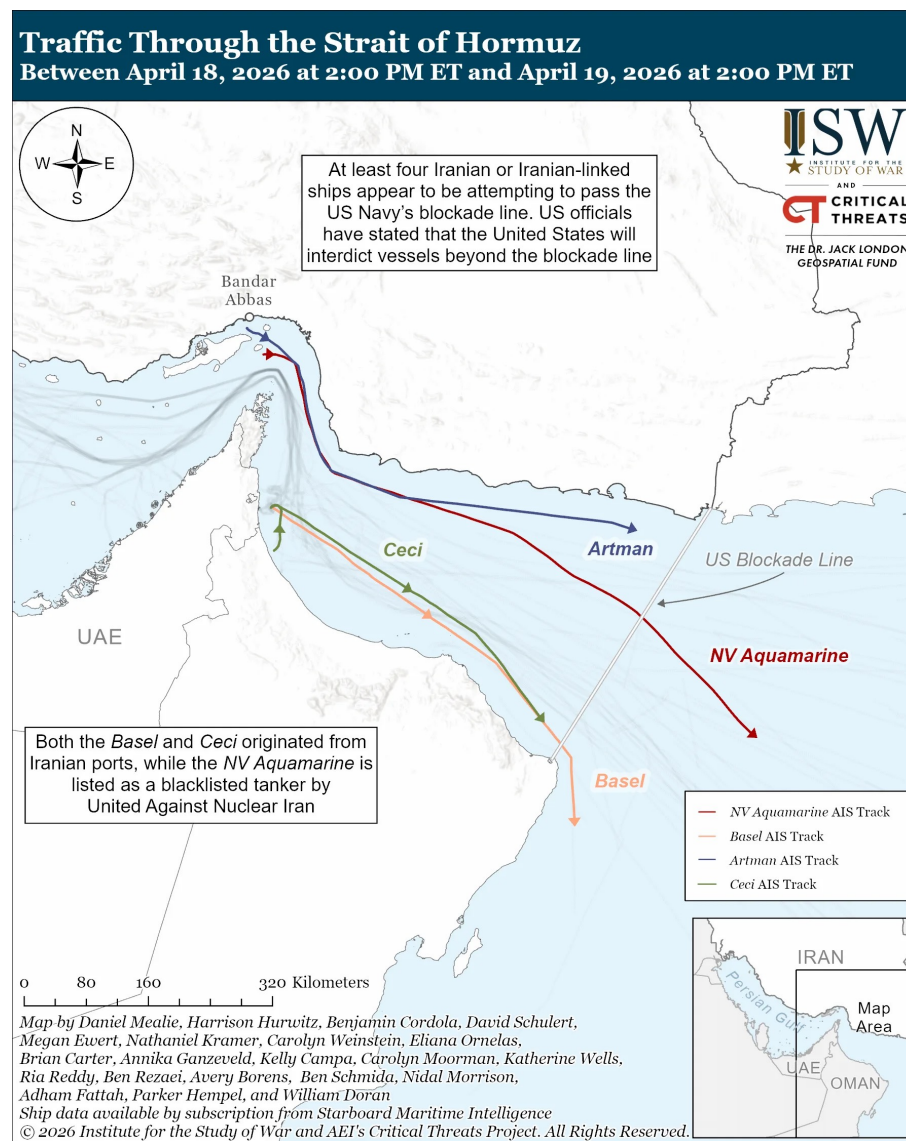 Traffic Through the Strait of Hormuz
Between April 18, 2026 at 2:00 PM ET and April 19, 2026 at 2:00 PM ET
N
W E
S
ISW
INSTITUTE FOR THE
STUDY OF WAR
AND
CT CRITICAL
THREATS
THE DR. JACK LONDON
GEOSPATIAL FUND
At least four Iranian or Iranian-linked
ships appear to be attempting to pass the
US Navy's blockade line. US officials
have stated that the United States will
interdict vessels beyond the blockade line
Bandar
Abbas
Ceci
Artman
US Blockade Line
UAE
NV Aquamarine
Both the Basel and Ceci originated from
Iranian ports, while the NV Aquamarine is
listed as a blacklisted tanker by
United Against Nuclear Iran
Basel
NV Aquamarine AIS Track
Basel AIS Track
Artman AIS Track
Ceci AIS Track
IRAN
Persian Gulf
Map
Area
UAE
OMAN
0 80 160 320 Kilometers
Map by Daniel Mealie, Harrison Hurwitz, Benjamin Cordola, David Schulert,
Megan Ewert, Nathaniel Kramer, Carolyn Weinstein, Eliana Ornelas,
Brian Carter, Annika Ganzeveld, Kelly Campa, Carolyn Moorman, Katherine Wells,
Ria Reddy, Ben Rezaei, Avery Borens, Ben Schmida, Nidal Morrison,
Adham Fattah, Parker Hempel, and William Doran
Ship data available by subscription from Starboard Maritime Intelligence
© 2026 Institute for the Study of War and AEI's Critical Threats Project. All Rights Reserved.